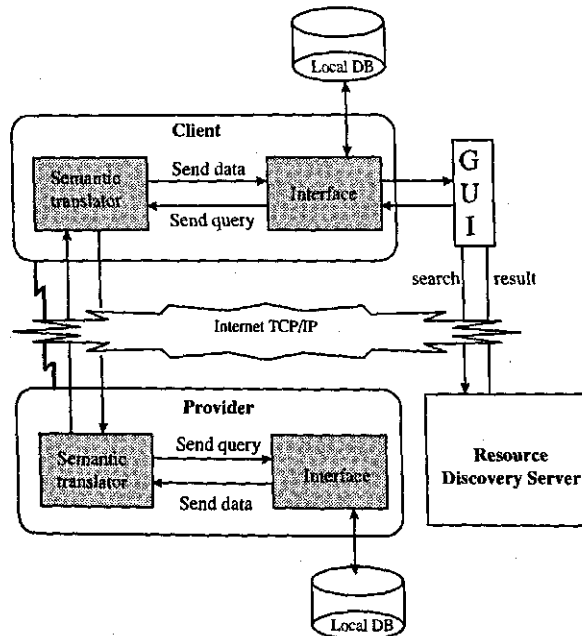 Local DB
Client
Semantic
translator
Send data
Send query
Interface
G
U
I
search
result
Internet TCP/IP
Provider
Semantic
translator
Send query
Send data
Interface
Resource
Discovery Server
Local DB